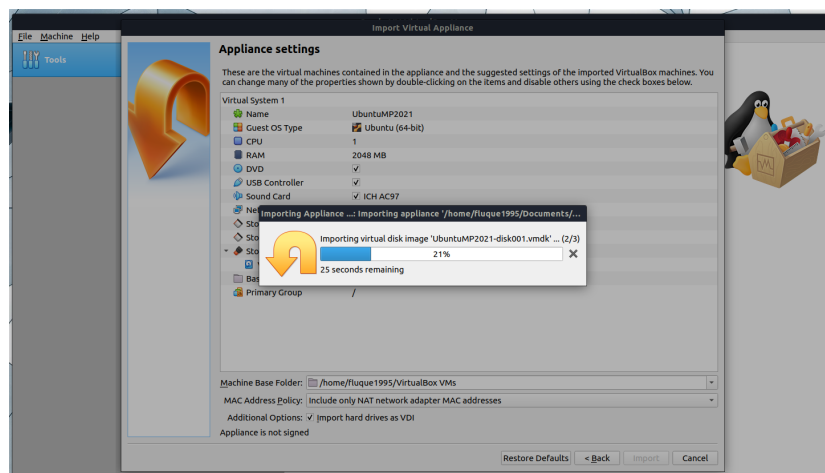 Import Virtual Appliance
File Machine Help
Tools
Appliance settings
These are the virtual machines contained in the appliance and the suggested settings of the imported VirtualBox machines. You
can change many of the properties shown by double-clicking on the items and disable others using the check boxes below.
Virtual System 1
Name UbuntuMP2021
Guest OS Type Ubuntu (64-bit)
CPU 1
RAM 2048 MB
DVD
USB Controller
Sound Card ICH AC97
Importing Appliance ...: Importing appliance '/home/fluque1995/Documents/...
Importing virtual disk image 'UbuntuMP2021-disk001.vmdk' ... (2/3)
21%
25 seconds remaining
Ne
Sto
Sto
Sto
Bas
Primary Group /
Machine Base Folder: /home/fluque1995/VirtualBox VMs
MAC Address Policy: Include only NAT network adapter MAC addresses
Additional Options: Import hard drives as VDI
Appliance is not signed
Restore Defaults < Back Import Cancel